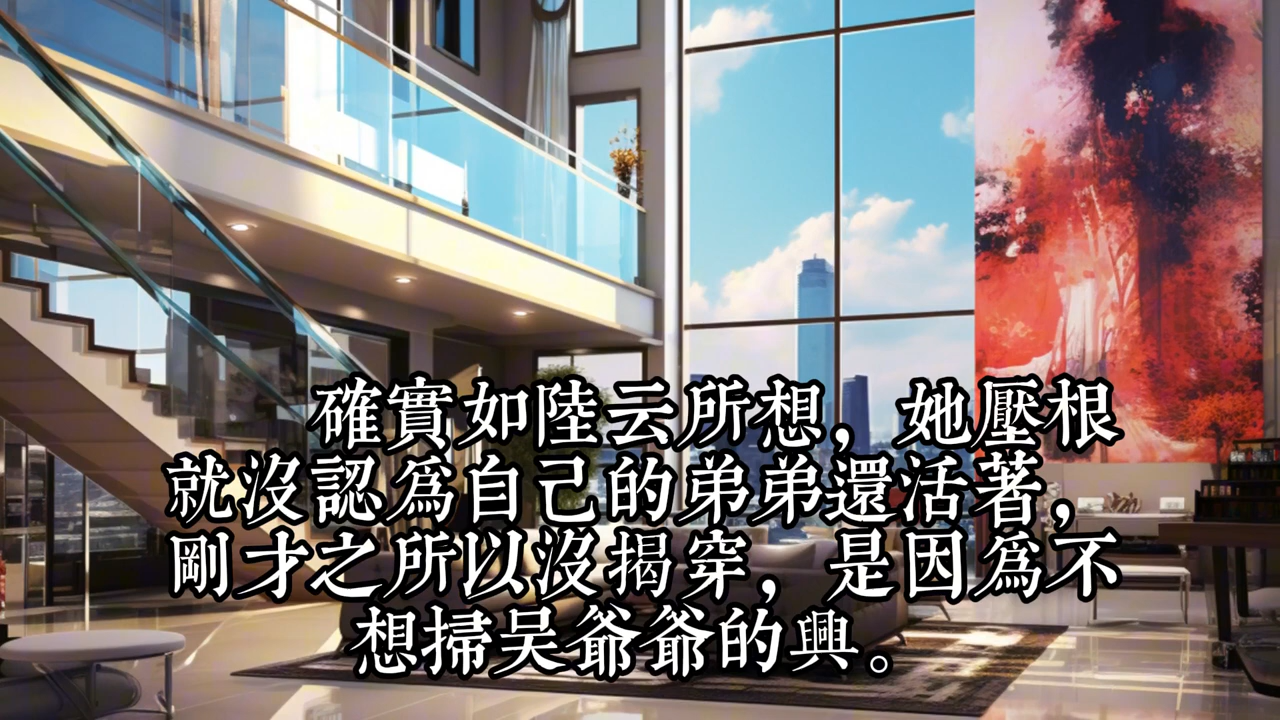 確實如陸云所想，她壓根
就沒認爲自己的弟弟還活著，
剛才之所以沒揭穿，是因爲不
想掃吴爺爺的興。